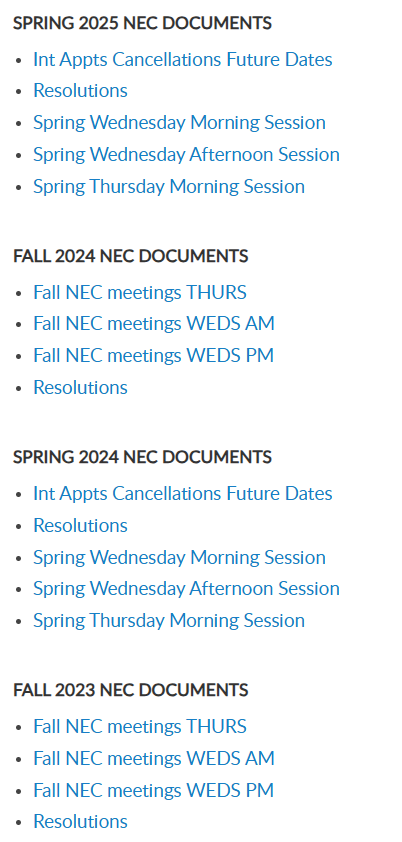 SPRING 2025 NEC DOCUMENTS
Int Appts Cancellations Future Dates
Resolutions
Spring Wednesday Morning Session
Spring Wednesday Afternoon Session
Spring Thursday Morning Session
FALL 2024 NEC DOCUMENTS
Fall NEC meetings THURS
Fall NEC meetings WEDS AM
Fall NEC meetings WEDS PM
Resolutions
SPRING 2024 NEC DOCUMENTS
Int Appts Cancellations Future Dates
Resolutions
Spring Wednesday Morning Session
Spring Wednesday Afternoon Session
Spring Thursday Morning Session
FALL 2023 NEC DOCUMENTS
Fall NEC meetings THURS
Fall NEC meetings WEDS AM
Fall NEC meetings WEDS PM
Resolutions